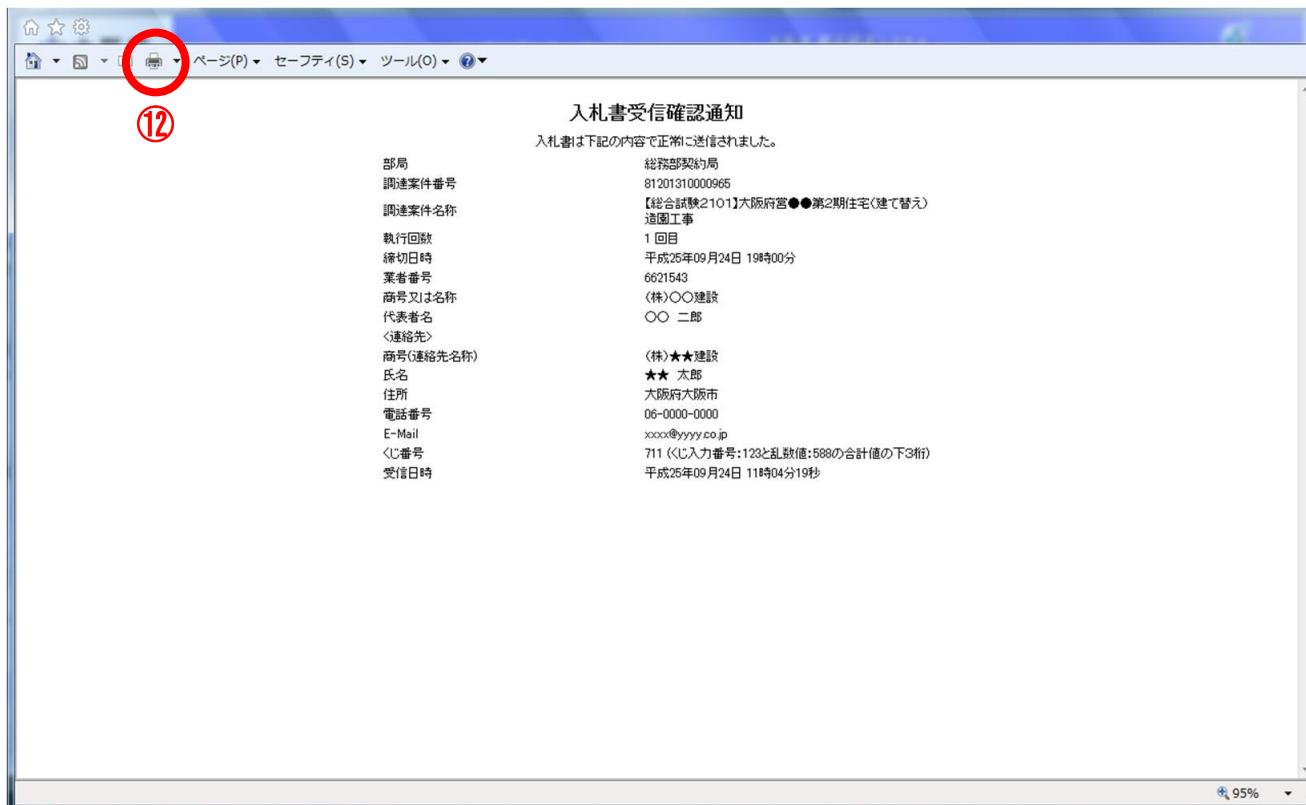 ページ(P) セーフティ(S) ツール(O)
⑫
入札書受信確認通知
入札書は下記の内容で正常に送信されました。
部局 総務部契約局
調達案件番号 81201310000965
調達案件名称 【総合試験2101】大阪府営●●第2期住宅(建て替え)
造園工事
執行回数 1 回目
締切日時 平成25年09月24日 19時00分
業者番号 6621543
商号又は名称 (株)〇〇建設
代表者名 〇〇 二郎
<連絡先>
商号(連絡先名称) (株)★★建設
氏名 ★★ 太郎
住所 大阪府大阪市
電話番号 06-0000-0000
E-Mail xxxx@yyyy.co.jp
くじ番号 711 (くじ入力番号:123と乱数値:588の合計値の下3桁)
受信日時 平成25年09月24日 11時04分19秒
95%